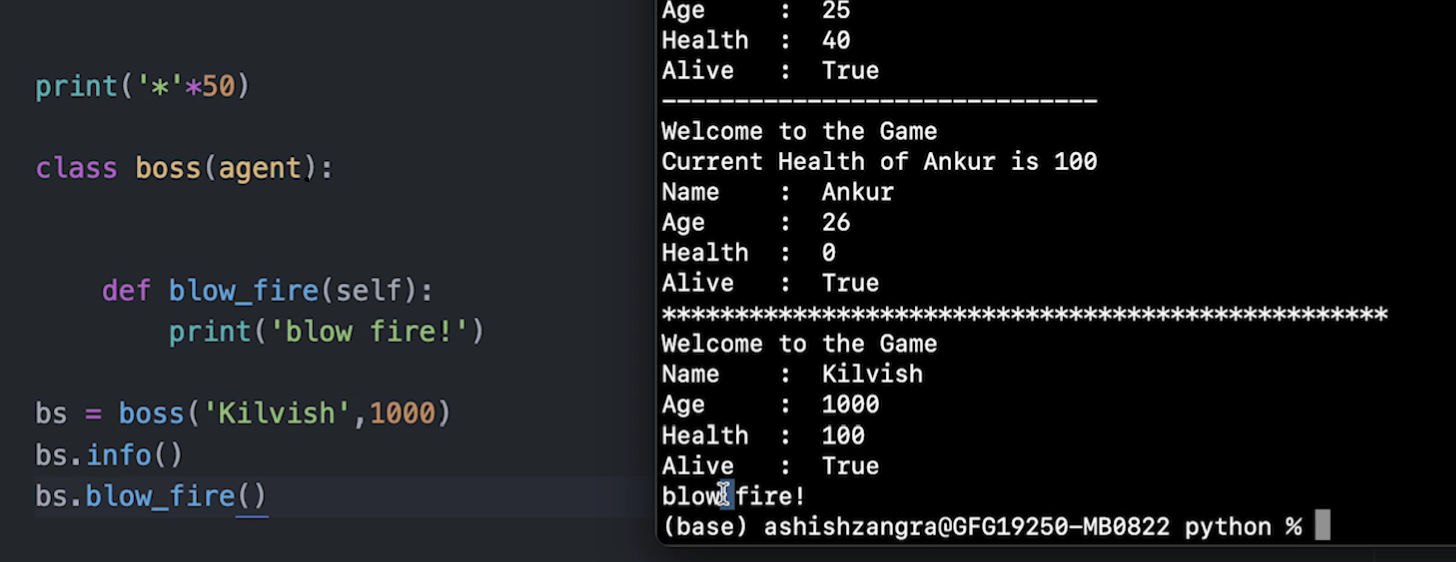 print('*'*50)
class boss(agent):
def blow_fire(self):
print('blow fire!')
bs = boss('Kilvish',1000)
bs.info()
bs.blow_fire()
Age : 25
Health : 40
Alive : True
------------------------------
Welcome to the Game
Current Health of Ankur is 100
Name : Ankur
Age : 26
Health : 0
Alive : True
**************************************************
Welcome to the Game
Name : Kilvish
Age : 1000
Health : 100
Alive : True
blow fire!
(base) ashishzangra@GFG19250-MB0822 python %